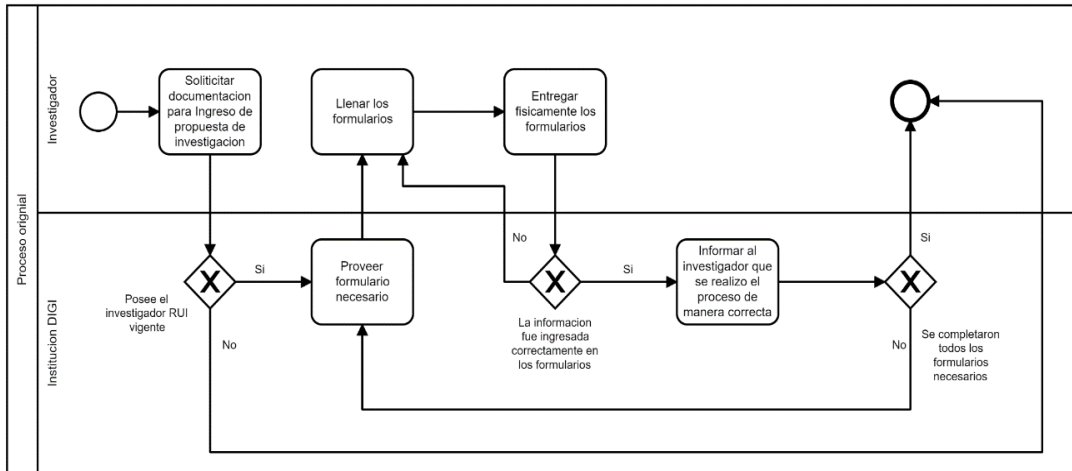 Proceso orignial
Investigador
Soliticitar
documentacion
para Ingreso de
propuesta de
investigacion
Llenar los
formularios
Entregar
fisicamente los
formularios
Institucion DIGI
Posee el
investigador RUI
vigente
Si
No
Proveer
formulario
necesario
No
La informacion
fue ingresada
correctamente en
los formularios
Si
Informar al
investigador que
se realizo el
proceso de
manera correcta
Si
No
Se completaron
todos los
formularios
necesarios